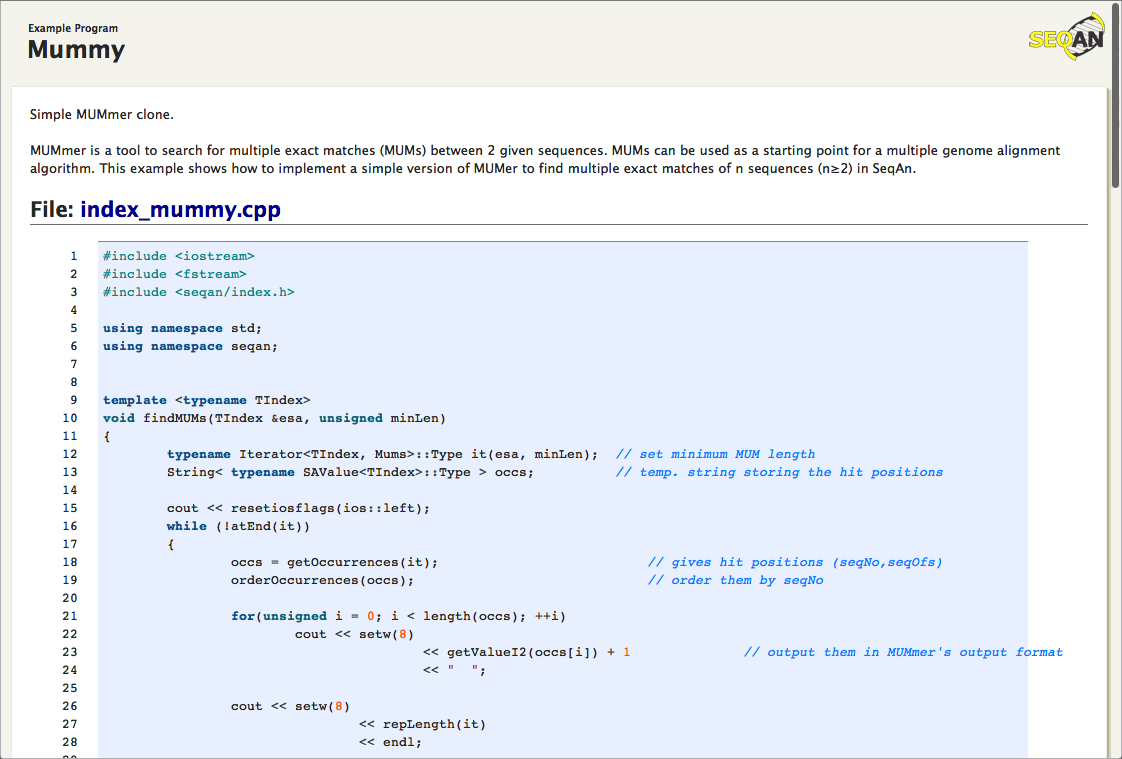 Example Program
Mummy
SEQAN
Simple MUMmer clone.
MUMmer is a tool to search for multiple exact matches (MUMs) between 2 given sequences. MUMs can be used as a starting point for a multiple genome alignment
algorithm. This example shows how to implement a simple version of MUMer to find multiple exact matches of n sequences (n≥2) in SeqAn.
File: index_mummy.cpp
1 #include <iostream>
2 #include <fstream>
3 #include <seqan/index.h>
4
5 using namespace std;
6 using namespace seqan;
7
8
9 template <typename TIndex>
10 void findMUMs(TIndex &esa, unsigned minLen)
11 {
12 typename Iterator<TIndex, Mums>::Type it(esa, minLen); // set minimum MUM length
13 String< typename SAValue<TIndex>::Type > occs; // temp. string storing the hit positions
14
15 cout << resetiosflags(ios::left);
16 while (!atEnd(it))
17 {
18 occs = getOccurrences(it); // gives hit positions (seqNo,seqOfs)
19 orderOccurrences(occs); // order them by seqNo
20
21 for(unsigned i = 0; i < length(occs); ++i)
22 cout << setw(8)
23 << getValueI2(occs[i]) + 1 // output them in MUMmer's output format
24 << "  ";
25
26 cout << setw(8)
27 << repLength(it)
28 << endl;